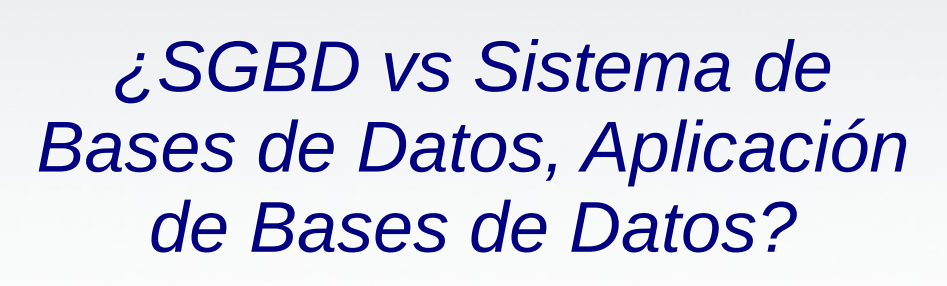 ¿SGBD vs Sistema de
Bases de Datos, Aplicación
de Bases de Datos?